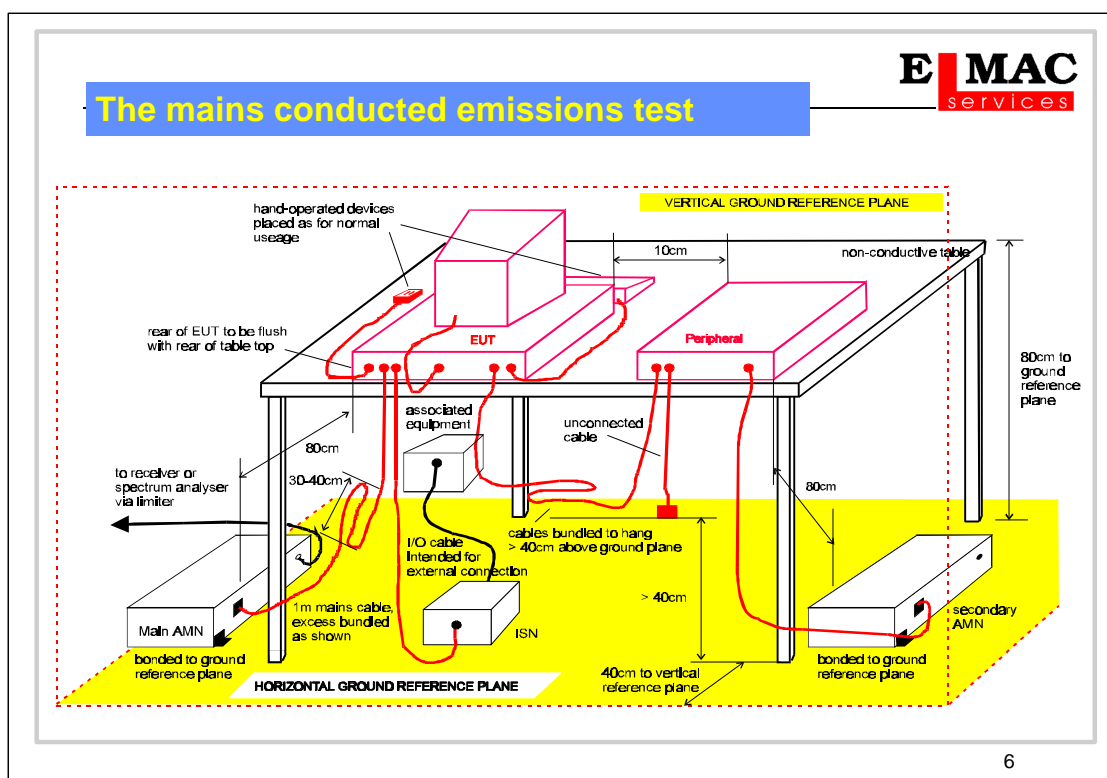 E MAC
services
The mains conducted emissions test
VERTICAL GROUND REFERENCE PLANE
hand-operated devices
placed as for normal
useage
10cm
non-conductive table
rear of EUT to be flush
with rear of table top
EUT
Peripheral
80cm to
ground
reference
plane
associated
equipment
unconnected
cable
80cm
30-40cm
80cm
to receiver or
spectrum analyser
via limiter
cables bundled to hang
> 40cm above ground plane
I/O cable
intended for
external connection
> 40cm
1m mains cable,
excess bundled
as shown
Main AMN
ISN
secondary
AMN
bonded to ground
reference plane
40cm to vertical
reference plane
bonded to ground
reference plane
HORIZONTAL GROUND REFERENCE PLANE
6